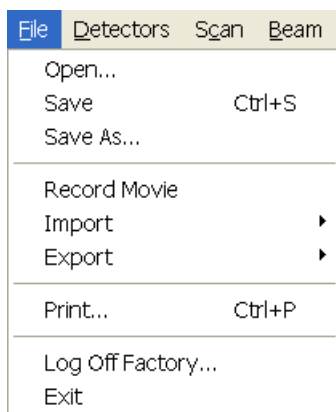 File Detectors Scan Beam
Open...
Save Ctrl+S
Save As...
Record Movie
Import
Export
Print... Ctrl+P
Log Off Factory...
Exit